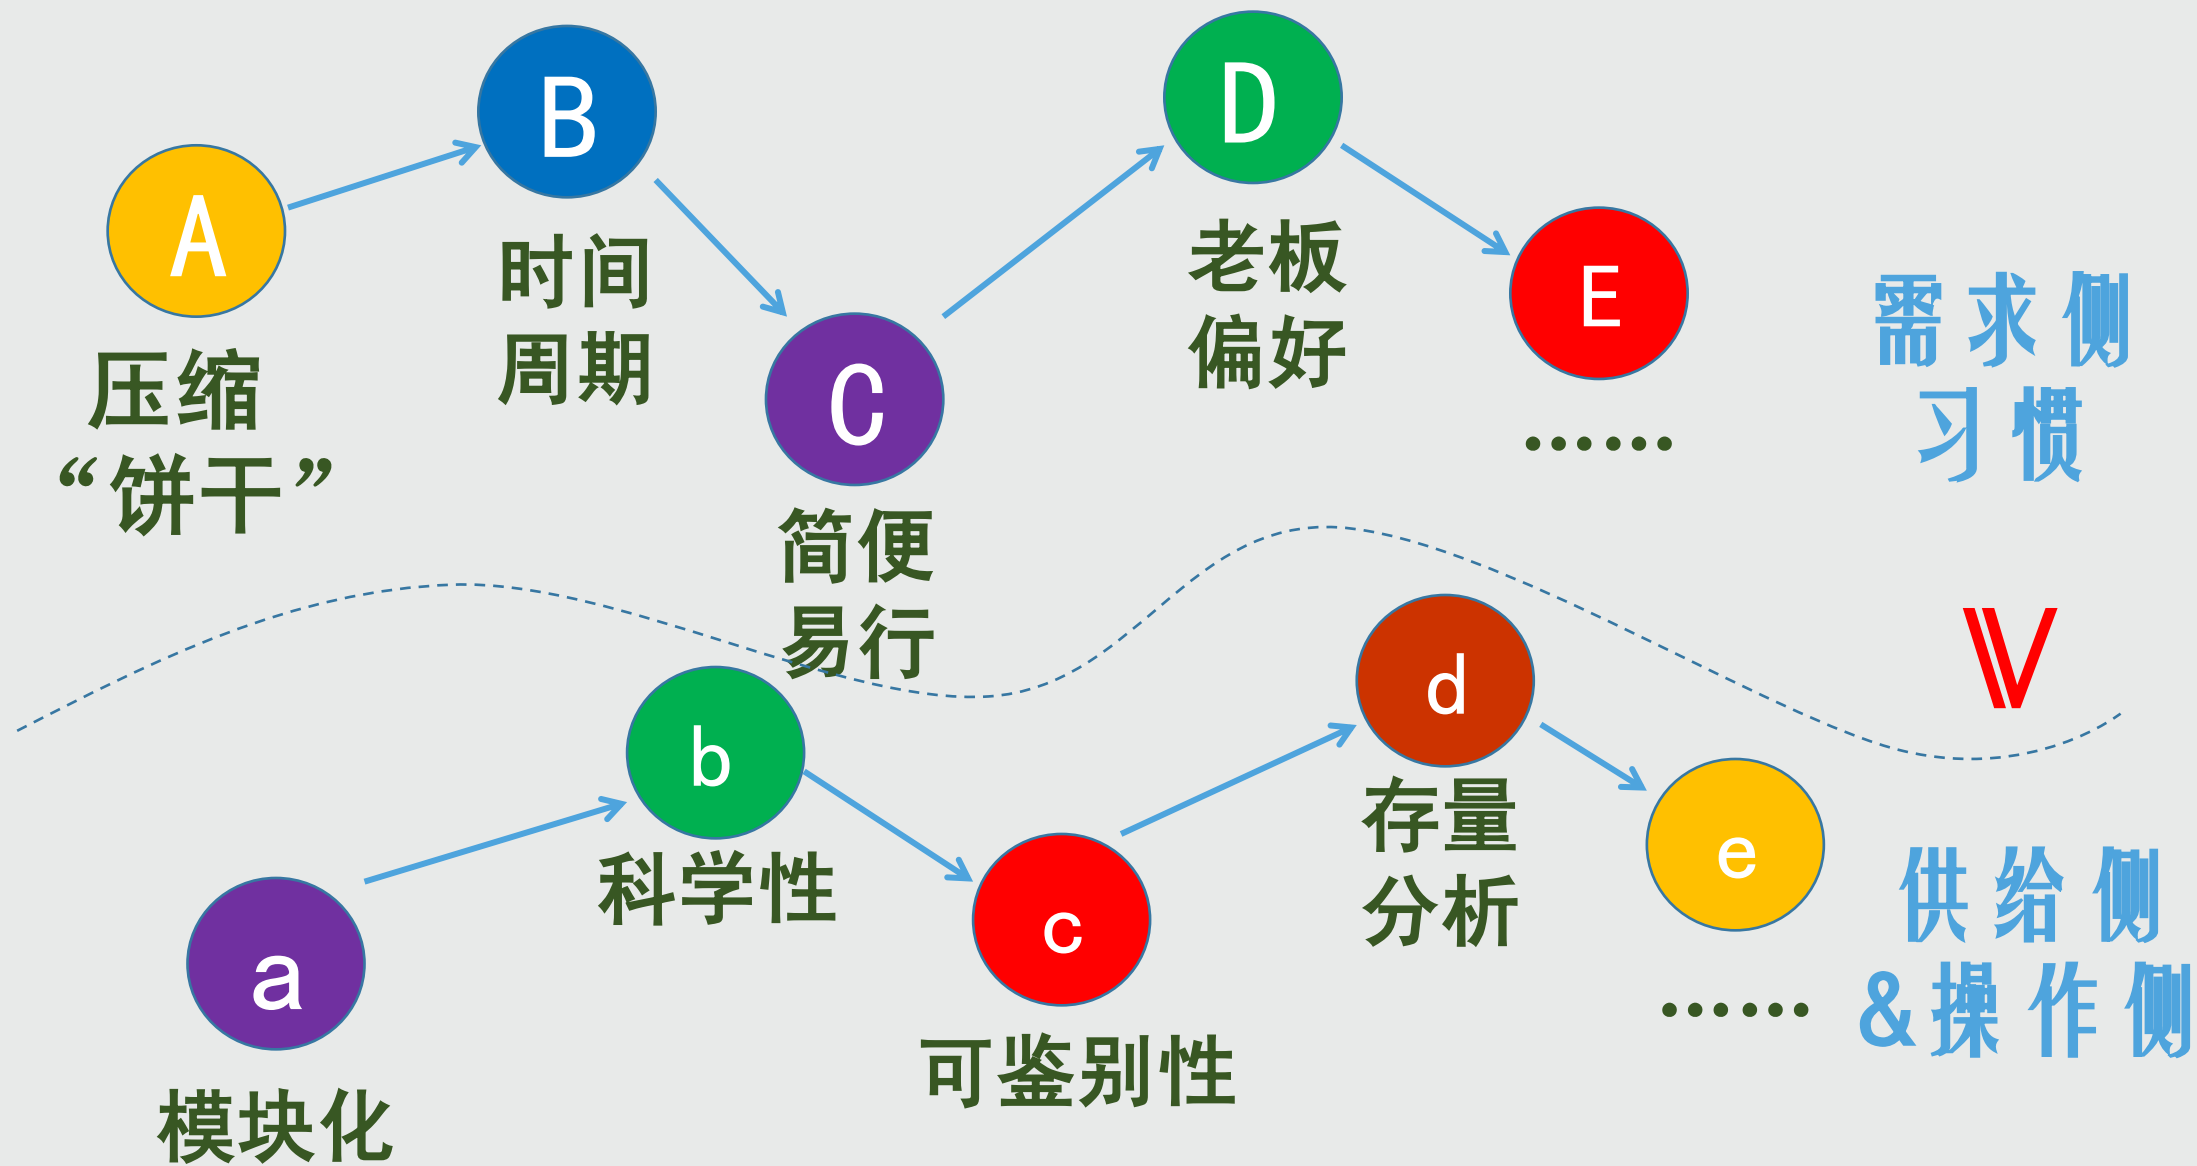 A
压缩
“饼干”
B
时间
周期
C
简便
易行
D
老板
偏好
E
……
需求侧
习惯
V
a
模块化
b
科学性
c
可鉴别性
d
存量
分析
e
……
供给侧
&操作侧